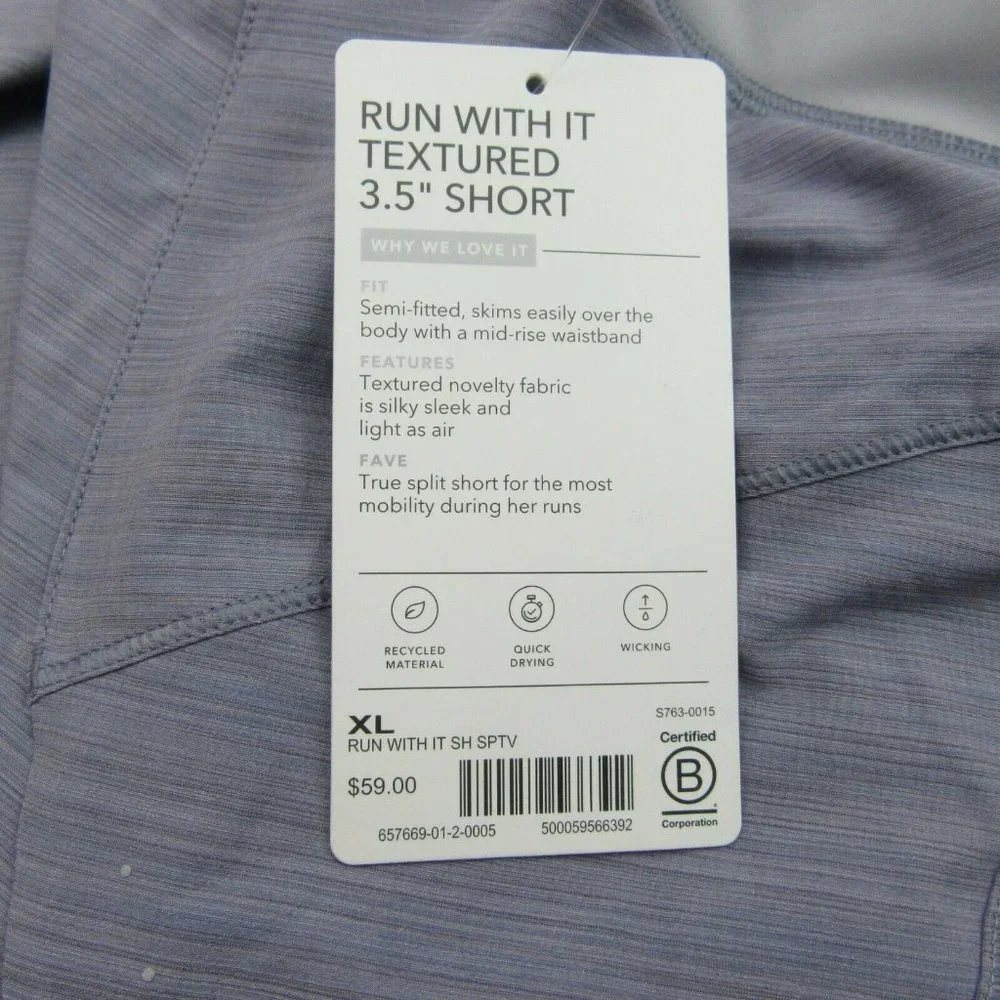 RUN WITH IT
TEXTURED
3.5" SHORT
WHY WE LOVE IT
FIT
Semi-fitted, skims easily over the
body with a mid-rise waistband
FEATURES
Textured novelty fabric
is silky sleek and
light as air
FAVE
True split short for the most
mobility during her runs
RECYCLED
MATERIAL
QUICK
DRYING
WICKING
XL
RUN WITH IT SH SPTV
$59.00
657669-01-2-0005
500059566392
S763-0015
Certified
B
Corporation